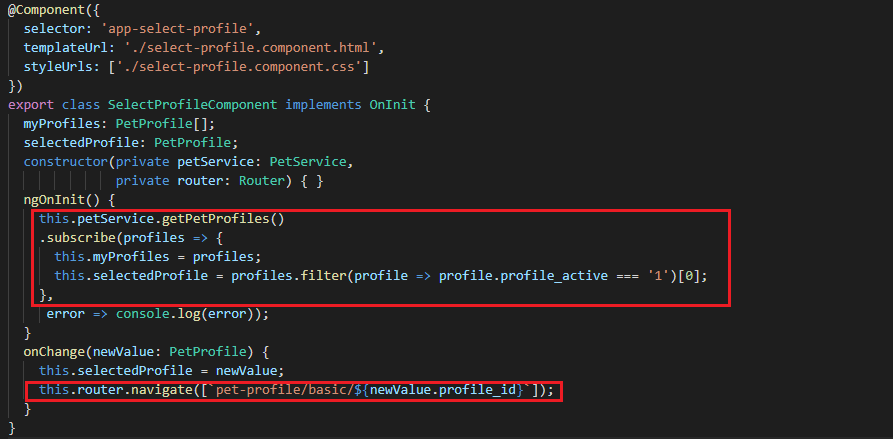 @Component({
  selector: 'app-select-profile',
  templateUrl: './select-profile.component.html',
  styleUrls: ['./select-profile.component.css']
})
export class SelectProfileComponent implements OnInit {
  myProfiles: PetProfile[];
  selectedProfile: PetProfile;
  constructor(private petService: PetService,
              private router: Router) { }
  ngOnInit() {
    this.petService.getPetProfiles()
    .subscribe(profiles => {
      this.myProfiles = profiles;
      this.selectedProfile = profiles.filter(profile => profile.profile_active === '1')[0];
    },
     error => console.log(error));
  }
  onChange(newValue: PetProfile) {
    this.selectedProfile = newValue;
    this.router.navigate([`pet-profile/basic/${newValue.profile_id}`]);
  }
}